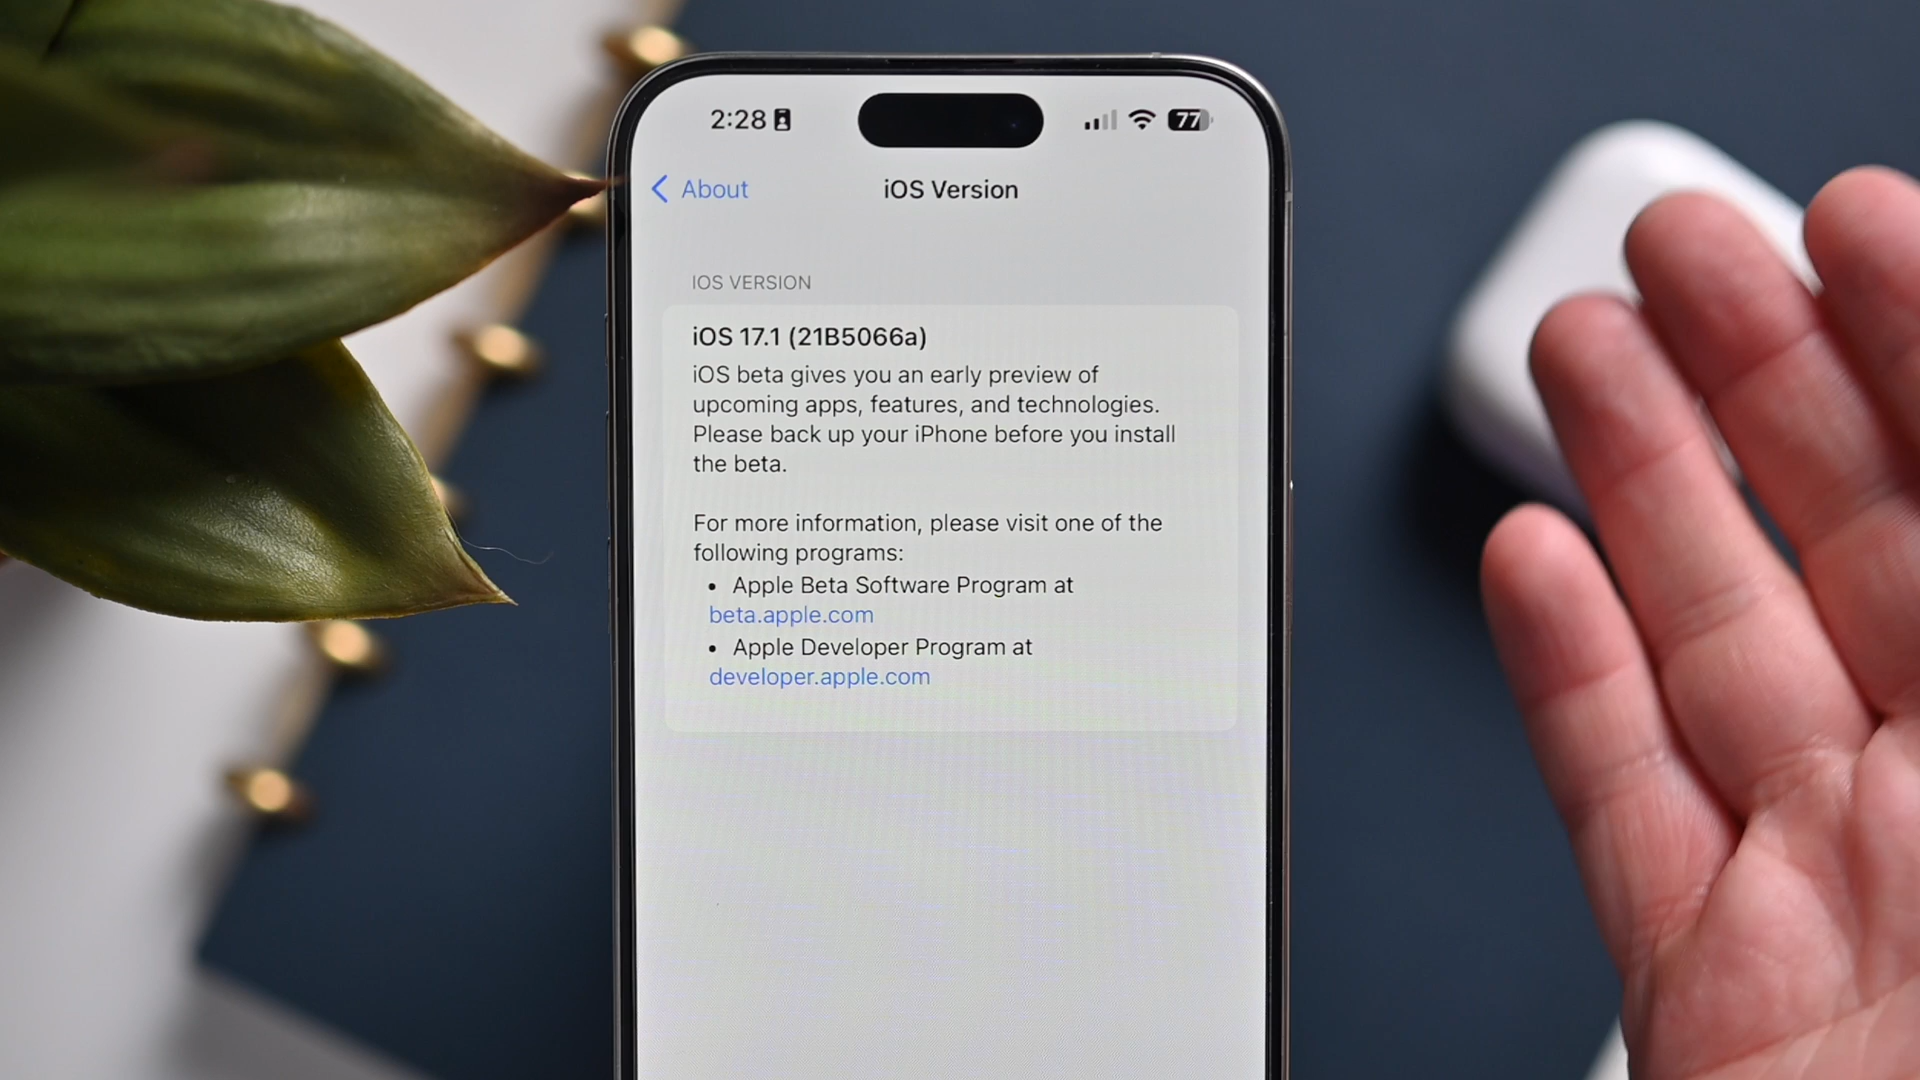 2:28
77
About
iOS Version
IOS VERSION
iOS 17.1 (21B5066a)
iOS beta gives you an early preview of
upcoming apps, features, and technologies.
Please back up your iPhone before you install
the beta.
For more information, please visit one of the
following programs:
• Apple Beta Software Program at
beta.apple.com
• Apple Developer Program at
developer.apple.com